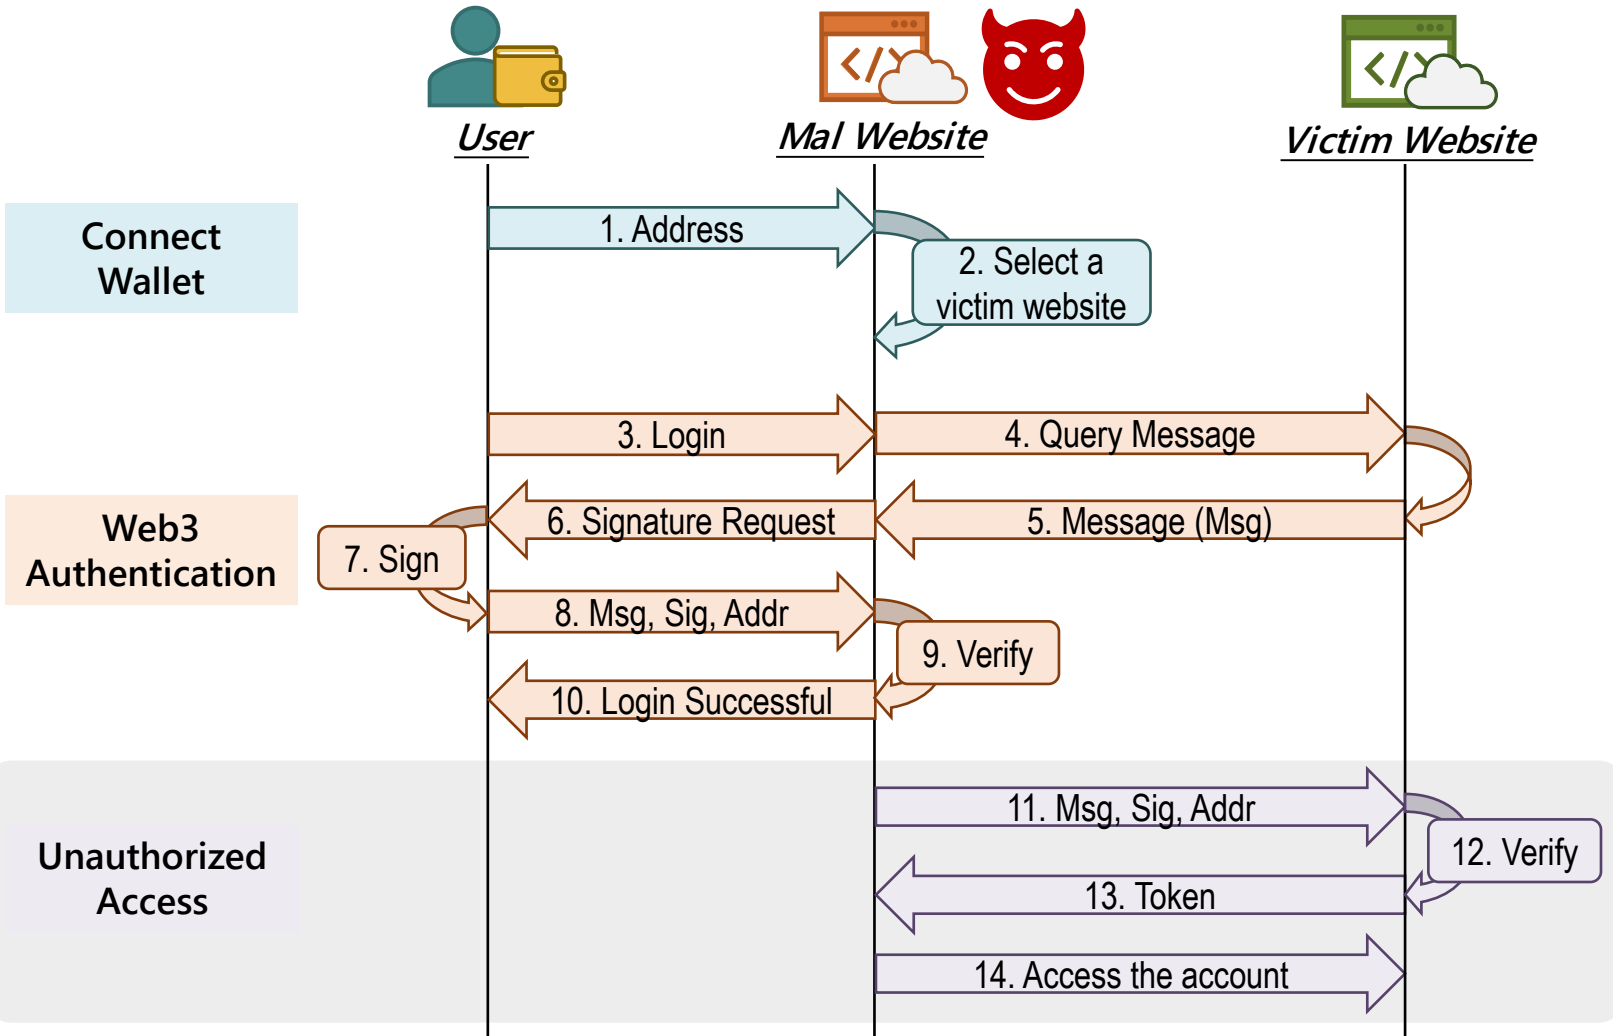 User
Mal Website
Victim Website
Connect
Wallet
1. Address
2. Select a
victim website
3. Login
4. Query Message
Web3
Authentication
6. Signature Request
5. Message (Msg)
7. Sign
8. Msg, Sig, Addr
9. Verify
10. Login Successful
Unauthorized
Access
11. Msg, Sig, Addr
12. Verify
13. Token
14. Access the account